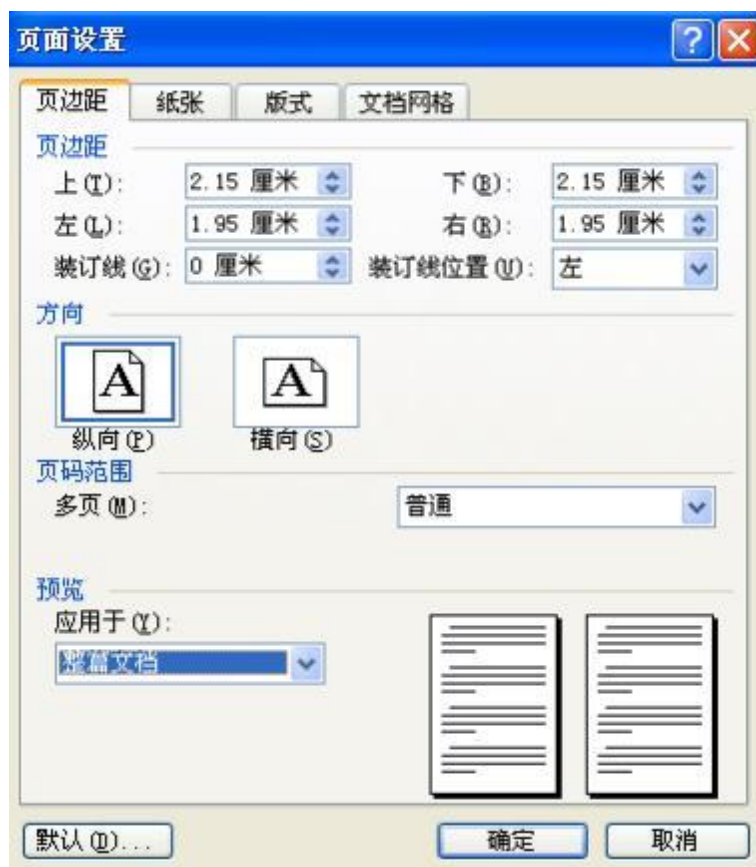 页面设置
页边距 纸张 版式 文档网格
页边距
上(T): 2.15 厘米 下(B): 2.15 厘米
左(L): 1.95 厘米 右(R): 1.95 厘米
装订线(G): 0 厘米 装订线位置(U): 左
方向
A A
纵向(P) 横向(S)
页码范围
多页(M): 普通
预览
应用于(Y):
整篇文档
默认(D)... 确定 取消